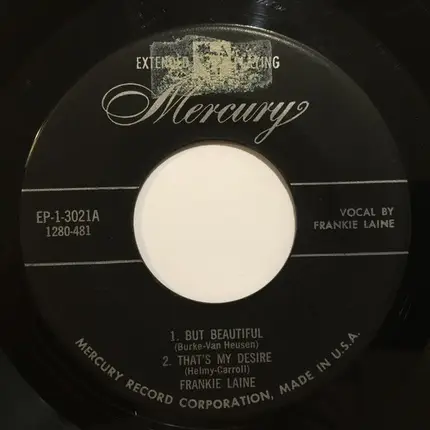 EXTENDED PLAYING
Mercury
EP-1-3021A
1280-481
VOCAL BY
FRANKIE LAINE
1. BUT BEAUTIFUL
(Burke-Van Heusen)
2. THAT'S MY DESIRE
(Helmy-Carroll)
FRANKIE LAINE
MERCURY RECORD CORPORATION, MADE IN U.S.A.